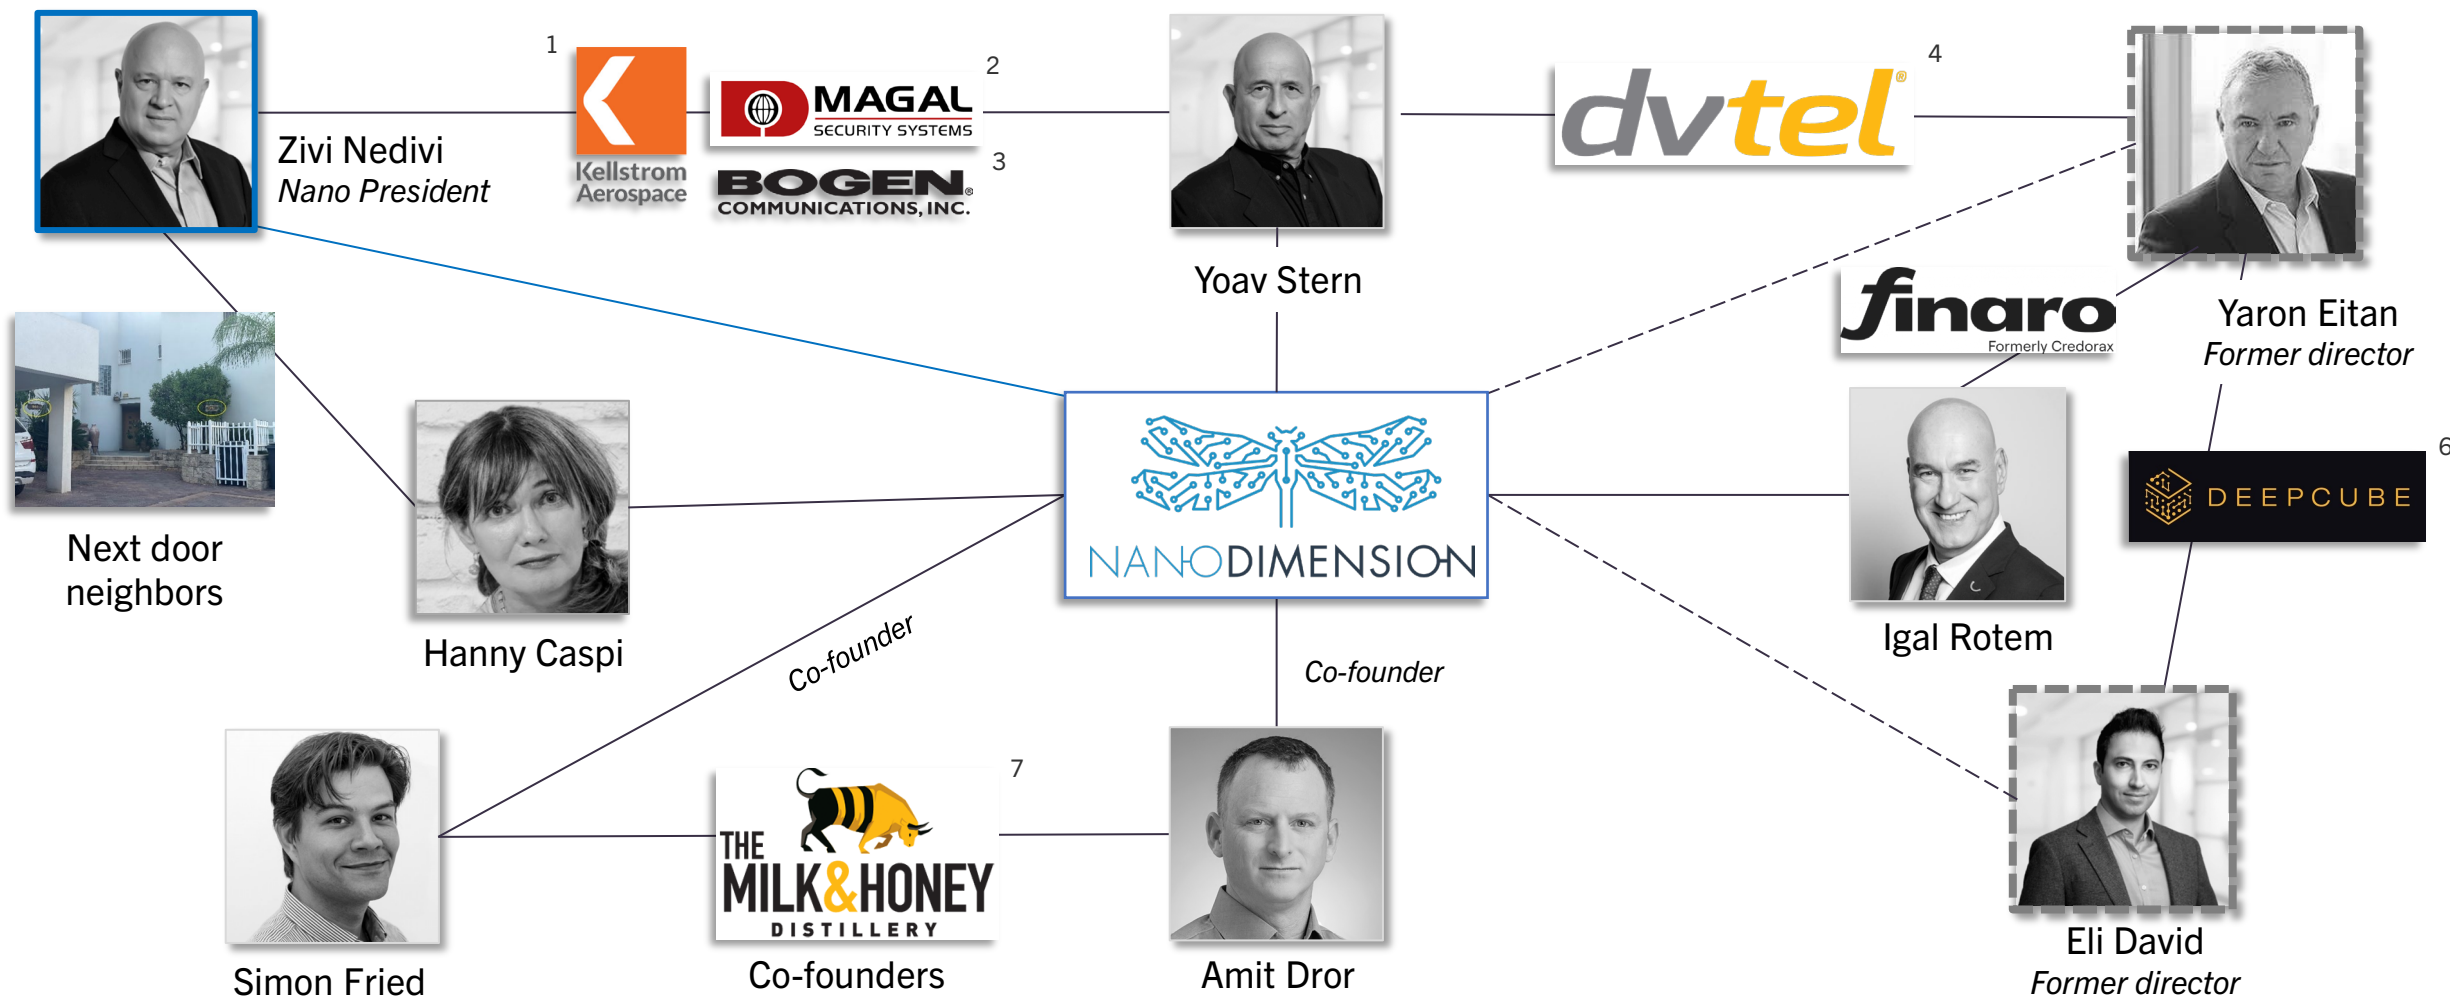 1
2
3
4
Zivi Nedivi
Nano President
Kellstrom
Aerospace
MAGAL
SECURITY SYSTEMS
BOGEN®
COMMUNICATIONS, INC.
dvtel®
Yoav Stern
finaro
Formerly Credorax
Yaron Eitan
Former director
Next door
neighbors
Hanny Caspi
NANODIMENSION
Igal Rotem
6
DEEPCUBE
Co-founder
Co-founder
7
THE
MILK&HONEY
DISTILLERY
Simon Fried
Co-founders
Amit Dror
Eli David
Former director